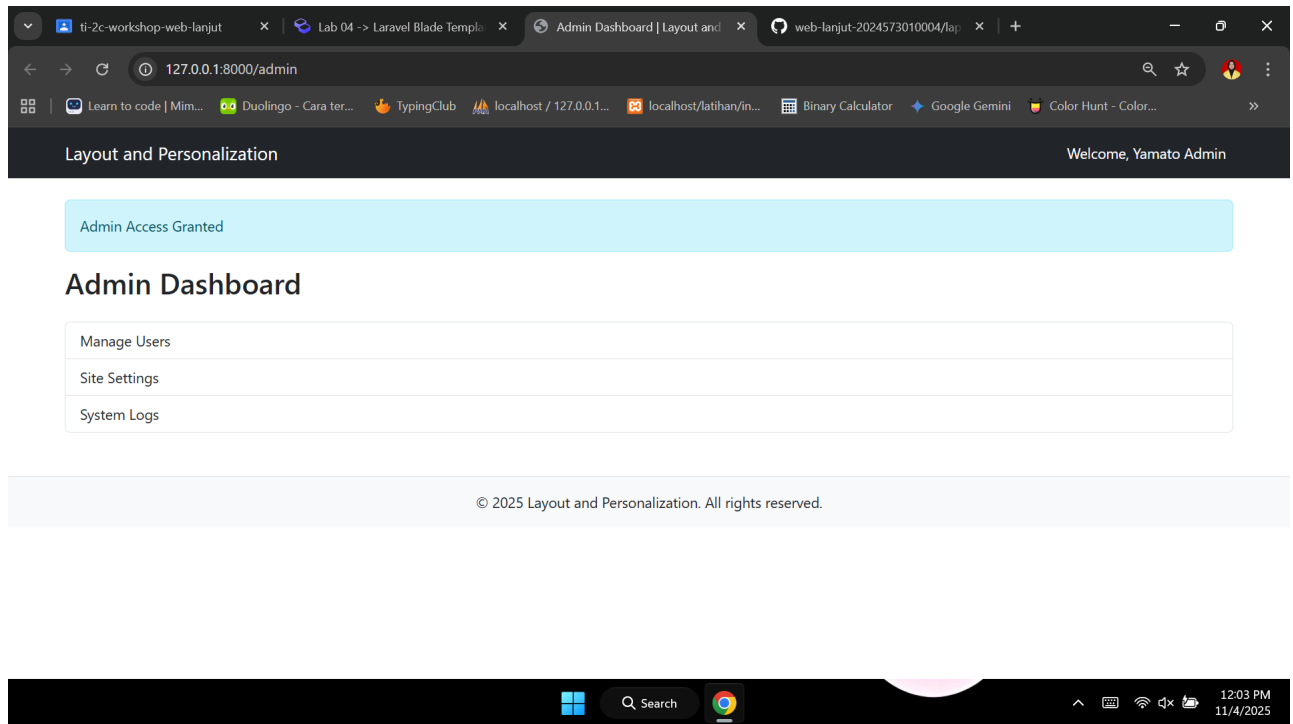 ti-2c-workshop-web-lanjut
Lab 04 -> Laravel Blade Templa
Admin Dashboard | Layout and
web-lanjut-2024573010004/lap
127.0.0.1:8000/admin
Learn to code | Mim...
Duolingo - Cara ter...
TypingClub
localhost / 127.0.0.1...
localhost/latihan/in...
Binary Calculator
Google Gemini
Color Hunt - Color...
Layout and Personalization
Welcome, Yamato Admin
Admin Access Granted
Admin Dashboard
Manage Users
Site Settings
System Logs
© 2025 Layout and Personalization. All rights reserved.
Search
12:03 PM
11/4/2025